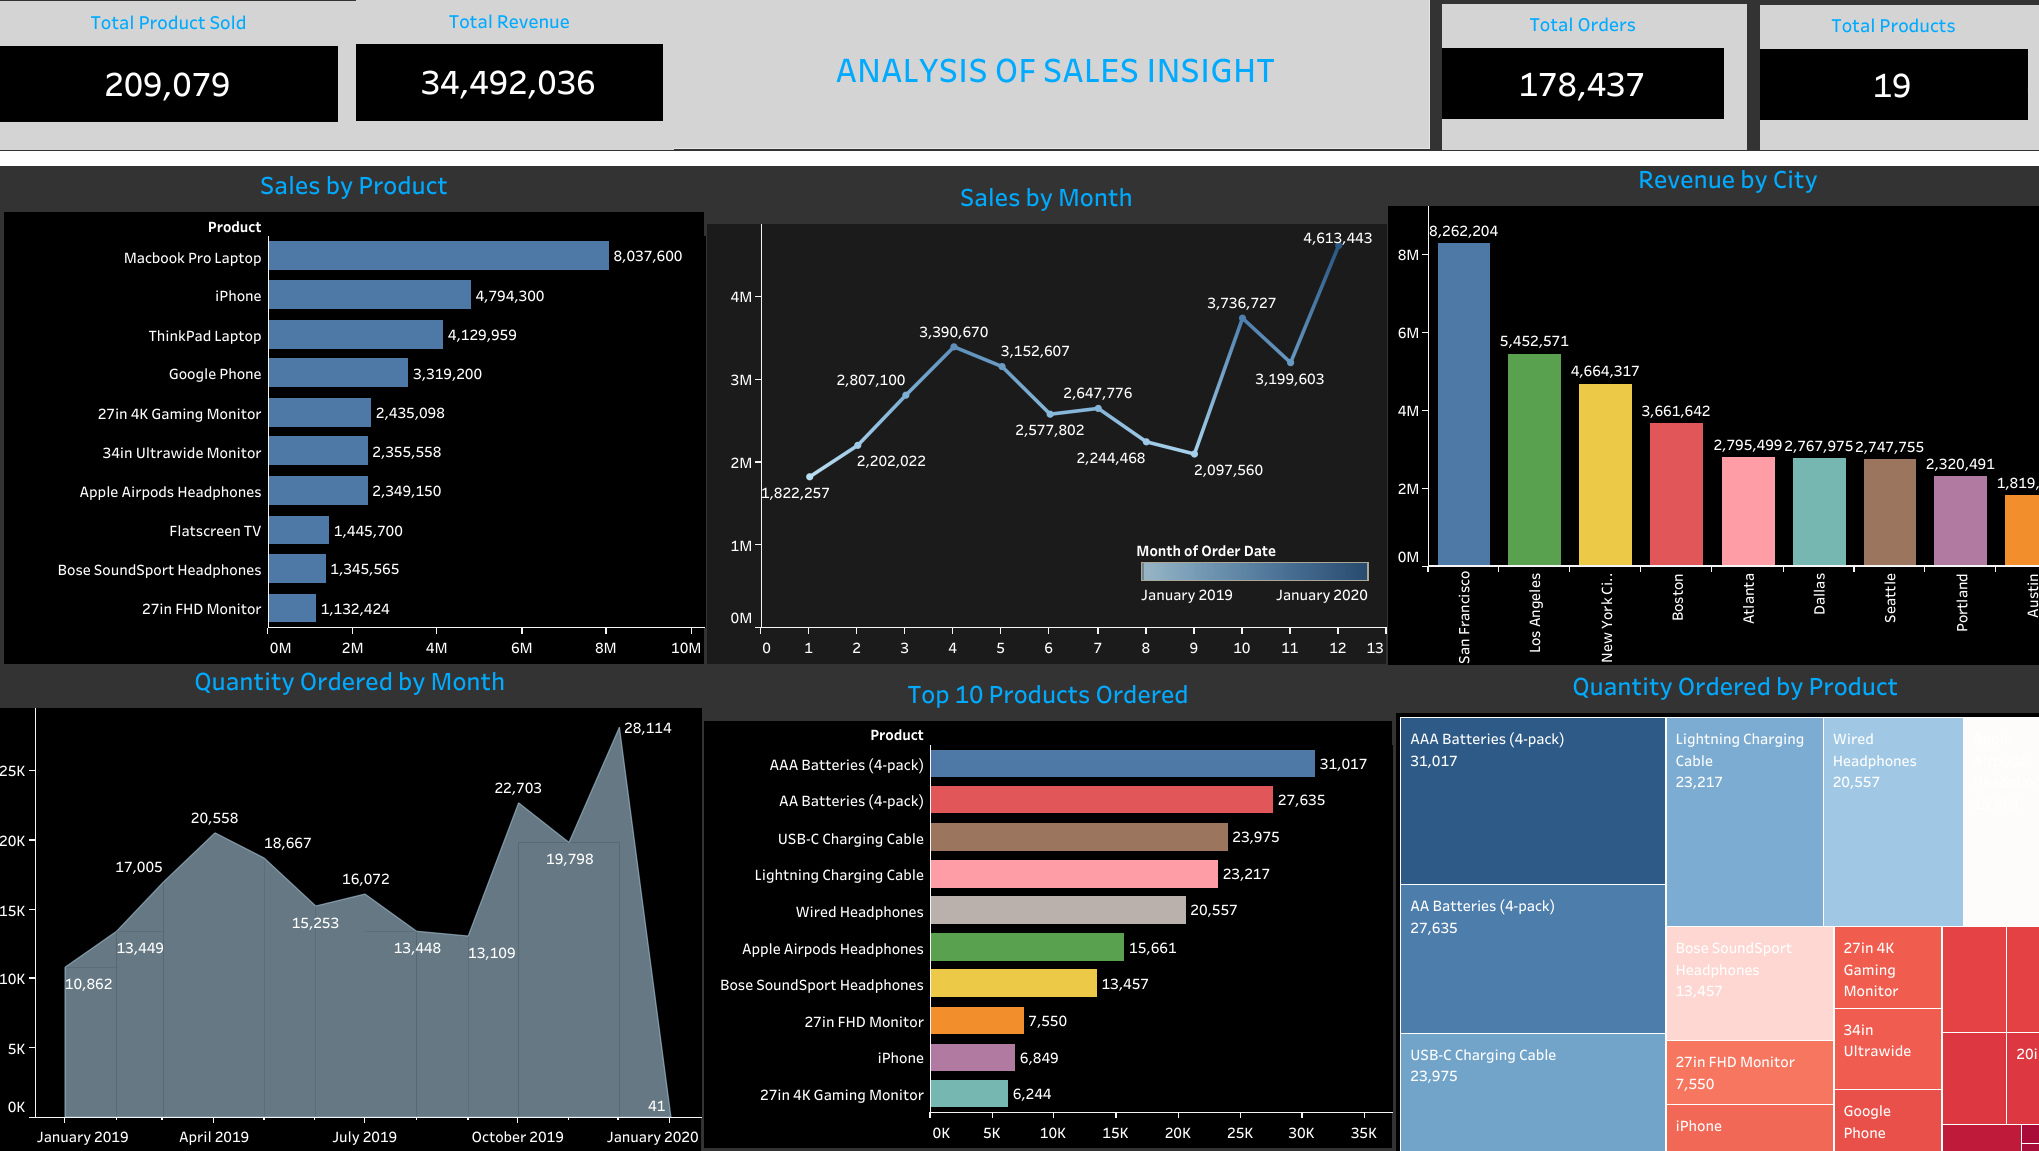 Total Product Sold
209,079
Total Revenue
34,492,036
ANALYSIS OF SALES INSIGHT
Total Orders
178,437
Total Products
19
Sales by Product
Product
Macbook Pro Laptop 8,037,600
iPhone 4,794,300
ThinkPad Laptop 4,129,959
Google Phone 3,319,200
27in 4K Gaming Monitor 2,435,098
34in Ultrawide Monitor 2,355,558
Apple Airpods Headphones 2,349,150
Flatscreen TV 1,445,700
Bose SoundSport Headphones 1,345,565
27in FHD Monitor 1,132,424
0M 2M 4M 6M 8M 10M
Sales by Month
4,613,443
4M
3,736,727
3,390,670
3,152,607
3M
3,199,603
2,807,100
2,647,776
2,577,802
2M
2,202,022
2,244,468
2,097,560
1,822,257
1M
Month of Order Date
January 2019 January 2020
0M
0 1 2 3 4 5 6 7 8 9 10 11 12 13
Revenue by City
8,262,204
8M
6M
5,452,571
4,664,317
4M
3,661,642
2,795,499 2,767,975 2,747,755
2,320,491
2M
1,819,
0M
San Francisco
Los Angeles
New York Ci..
Boston
Atlanta
Dallas
Seattle
Portland
Austin
Quantity Ordered by Month
28,114
25K
22,703
20,558
20K
19,798
18,667
17,005
16,072
15K
15,253
13,449
13,448
13,109
10K
10,862
5K
0K
41
January 2019 April 2019 July 2019 October 2019 January 2020
Top 10 Products Ordered
Product
AAA Batteries (4-pack) 31,017
AA Batteries (4-pack) 27,635
USB-C Charging Cable 23,975
Lightning Charging Cable 23,217
Wired Headphones 20,557
Apple Airpods Headphones 15,661
Bose SoundSport Headphones 13,457
27in FHD Monitor 7,550
iPhone 6,849
27in 4K Gaming Monitor 6,244
0K 5K 10K 15K 20K 25K 30K 35K
Quantity Ordered by Product
AAA Batteries (4-pack)
31,017
AA Batteries (4-pack)
27,635
USB-C Charging Cable
23,975
Lightning Charging
Cable
23,217
Wired
Headphones
20,557
Bose SoundSport
Headphones
13,457
27in FHD Monitor
7,550
iPhone
27in 4K
Gaming
Monitor
34in
Ultrawide
Google
Phone
20i